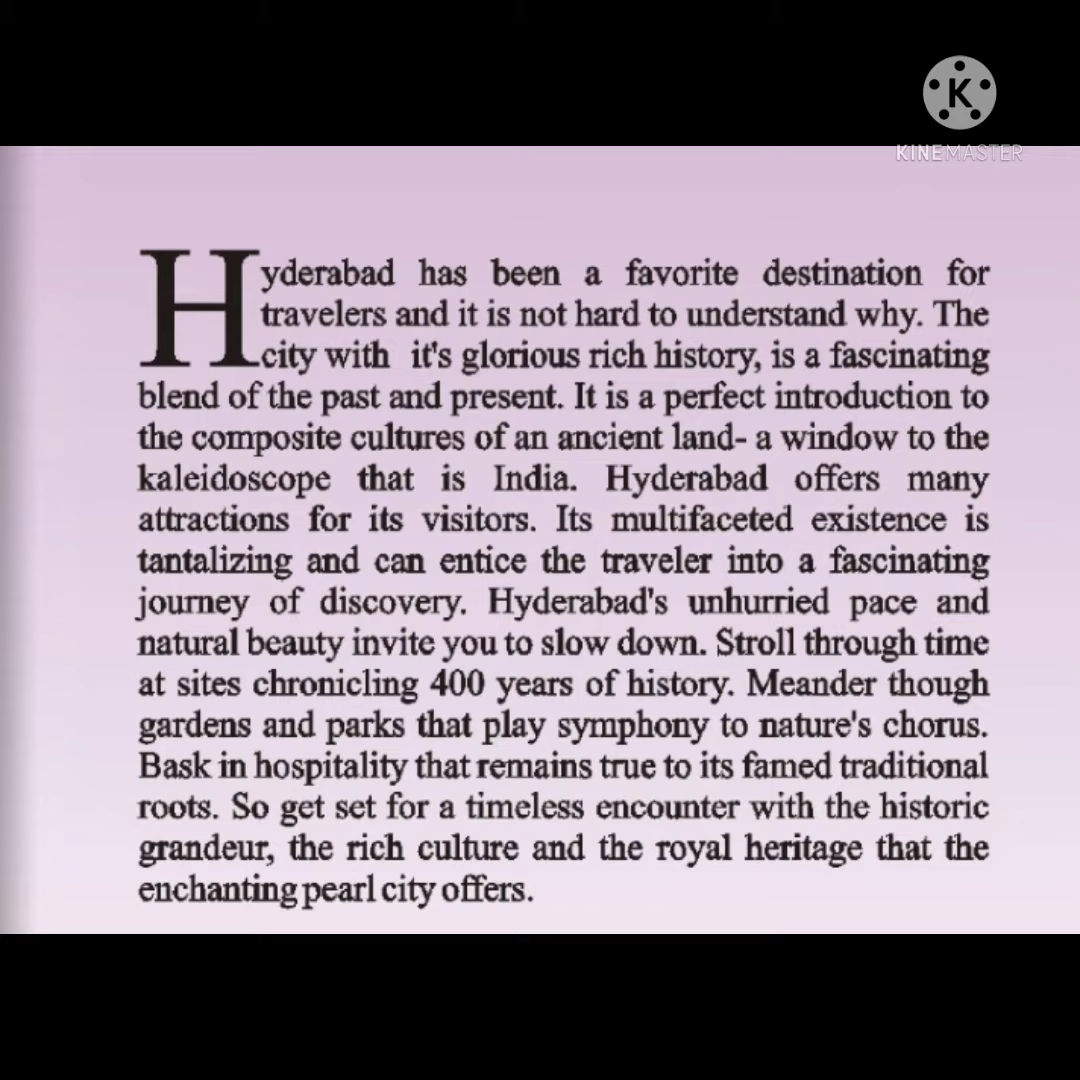 K
KINEMASTER
Hyderabad has been a favorite destination for
travelers and it is not hard to understand why. The
city with it's glorious rich history, is a fascinating
blend of the past and present. It is a perfect introduction to
the composite cultures of an ancient land- a window to the
kaleidoscope that is India. Hyderabad offers many
attractions for its visitors. Its multifaceted existence is
tantalizing and can entice the traveler into a fascinating
journey of discovery. Hyderabad's unhurried pace and
natural beauty invite you to slow down. Stroll through time
at sites chronicling 400 years of history. Meander though
gardens and parks that play symphony to nature's chorus.
Bask in hospitality that remains true to its famed traditional
roots. So get set for a timeless encounter with the historic
grandeur, the rich culture and the royal heritage that the
enchanting pearl city offers.